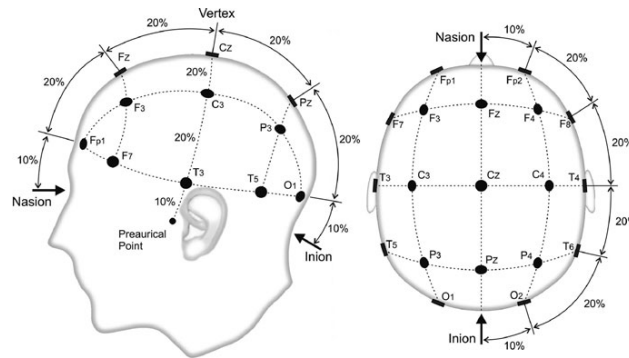 Vertex
20%
20%
Fz
Cz
20%
20%
F3
C3
Pz
20%
P3
20%
Fp1
10%
F7
T3
T5
O1
10%
Nasion
Preaurical
Point
10%
Inion
Nasion
10%
Fp1
Fp2
20%
F7
F3
Fz
F4
F8
20%
T3
C3
Cz
C4
T4
20%
T5
P3
Pz
P4
T6
20%
O1
O2
Inion
10%